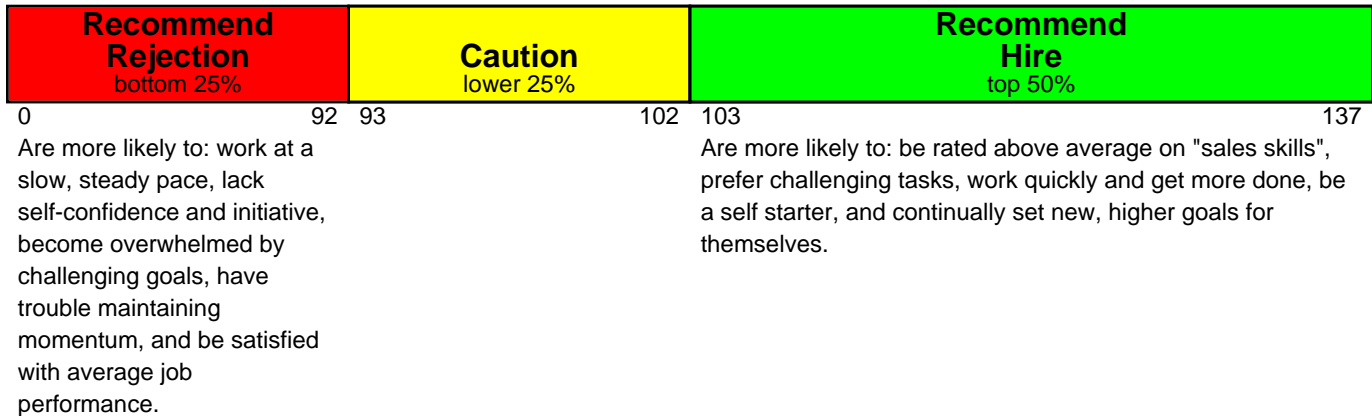 Recommend
Rejection
bottom 25%
Caution
lower 25%
Recommend
Hire
top 50%
0 92 93 102 103 137
Are more likely to: work at a
slow, steady pace, lack
self-confidence and initiative,
become overwhelmed by
challenging goals, have
trouble maintaining
momentum, and be satisfied
with average job
performance.
Are more likely to: be rated above average on "sales skills",
prefer challenging tasks, work quickly and get more done, be
a self starter, and continually set new, higher goals for
themselves.